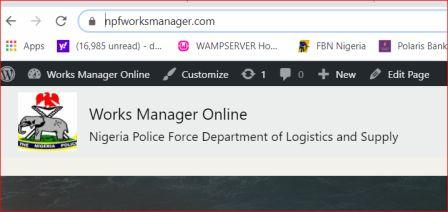 npfworksmanager.com
Apps (16,985 unread) - d... WAMPSERVER Ho... FBN Nigeria Polaris Bank
Works Manager Online Customize 1 0 New Edit Page
Works Manager Online
Nigeria Police Force Department of Logistics and Supply
THE NIGERIA POLICE